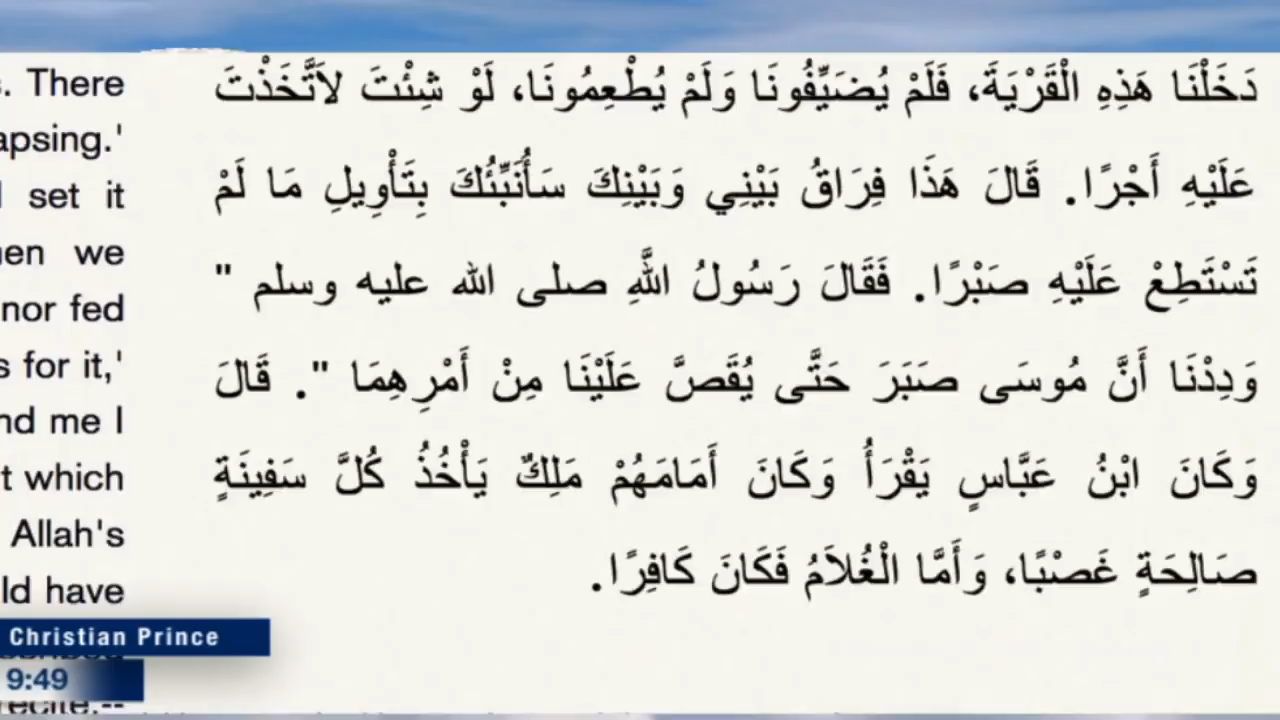 s. There
apsing.'
set it
en we
nor fed
s for it,'
nd me I
t which
Allah's
ld have
دَخَلْنَا هَذِهِ الْقَرْيَةَ، فَلَمْ يُضَيِّفُونَا وَلَمْ يُطْعِمُونَا، لَوْ شِئْتَ لاَتَّخَذْتَ
عَلَيْهِ أَجْرًا. قَالَ هَذَا فِرَاقُ بَيْنِي وَبَيْنِكَ سَأُنَبِّئُكَ بِتَأْوِيلِ مَا لَمْ
تَسْتَطِعْ عَلَيْهِ صَبْرًا. فَقَالَ رَسُولُ اللَّهِ صلى الله عليه وسلم "
وَدِدْنَا أَنَّ مُوسَى صَبَرَ حَتَّى يُقَصَّ عَلَيْنَا مِنْ أَمْرِهِمَا ". قَالَ
وَكَانَ ابْنُ عَبَّاسٍ يَقْرَأُ وَكَانَ أَمَامَهُمْ مَلِكٌ يَأْخُذُ كُلَّ سَفِينَةٍ
صَالِحَةٍ غَصْبًا، وَأَمَّا الْغُلاَمُ فَكَانَ كَافِرًا.
Christian Prince
9:49
recite.--